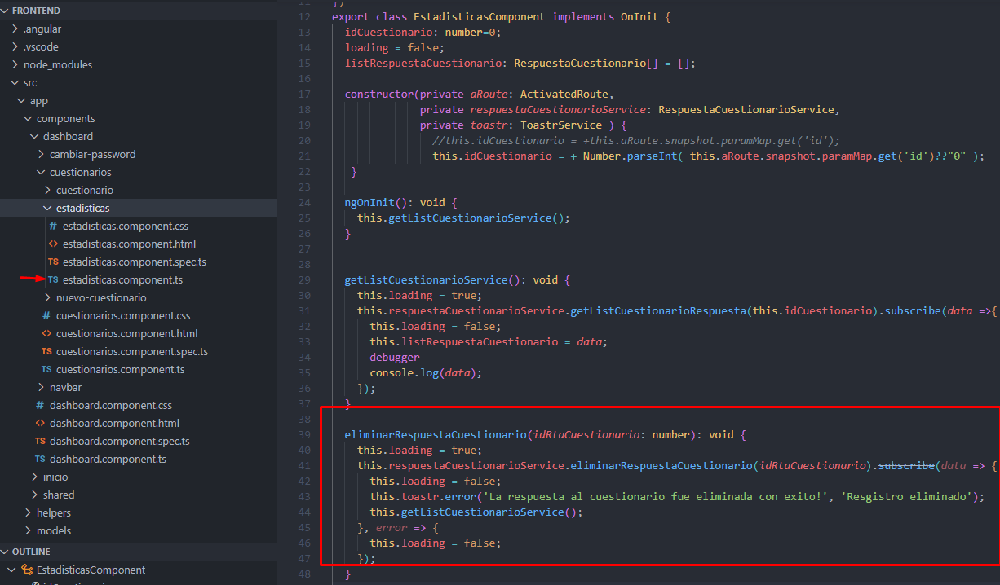 FRONTEND
.angular
.vscode
node_modules
src
app
components
dashboard
cambiar-password
cuestionarios
cuestionario
estadisticas
# estadisticas.component.css
<> estadisticas.component.html
TS estadisticas.component.spec.ts
TS estadisticas.component.ts
nuevo-cuestionario
# cuestionarios.component.css
<> cuestionarios.component.html
TS cuestionarios.component.spec.ts
TS cuestionarios.component.ts
navbar
# dashboard.component.css
<> dashboard.component.html
TS dashboard.component.spec.ts
TS dashboard.component.ts
inicio
shared
helpers
models
OUTLINE
EstadisticasComponent
11 })
12 export class EstadisticasComponent implements OnInit {
13 idCuestionario: number=0;
14 loading = false;
15 listRespuestaCuestionario: RespuestaCuestionario[] = [];
16
17 constructor(private aRoute: ActivatedRoute,
18 private respuestaCuestionarioService: RespuestaCuestionarioService,
19 private toastr: ToastrService ) {
20 //this.idCuestionario = +this.aRoute.snapshot.paramMap.get('id');
21 this.idCuestionario = + Number.parseInt( this.aRoute.snapshot.paramMap.get('id')??"0" );
22 }
23
24 ngOnInit(): void {
25 this.getListCuestionarioService();
26 }
27
28
29 getListCuestionarioService(): void {
30 this.loading = true;
31 this.respuestaCuestionarioService.getListCuestionarioRespuesta(this.idCuestionario).subscribe(data =>{
32 this.loading = false;
33 this.listRespuestaCuestionario = data;
34 debugger
35 console.log(data);
36 });
37 }
38
39 eliminarRespuestaCuestionario(idRtaCuestionario: number): void {
40 this.loading = true;
41 this.respuestaCuestionarioService.eliminarRespuestaCuestionario(idRtaCuestionario).subscribe(data => {
42 this.loading = false;
43 this.toastr.error('La respuesta al cuestionario fue eliminada con exito!', 'Resgistro eliminado');
44 this.getListCuestionarioService();
45 }, error => {
46 this.loading = false;
47 });
48 }